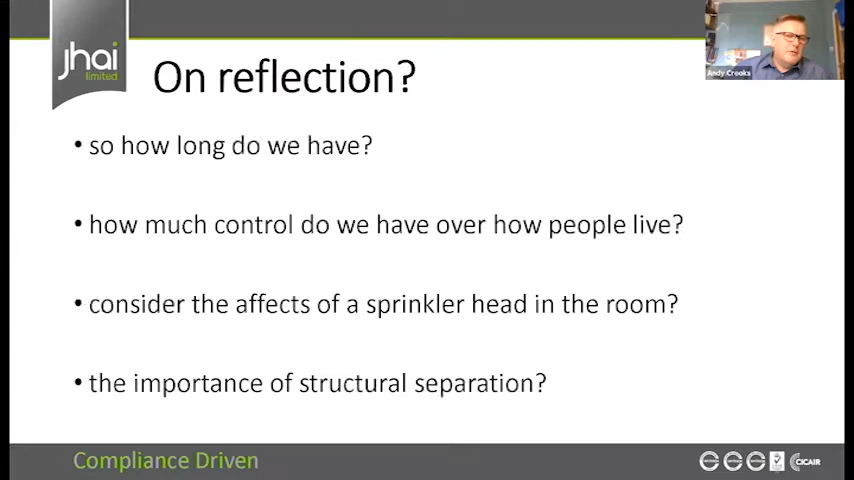 jhai
limited
On reflection?
Andy Crooks
• so how long do we have?
• how much control do we have over how people live?
• consider the affects of a sprinkler head in the room?
• the importance of structural separation?
Compliance Driven
CICAIR